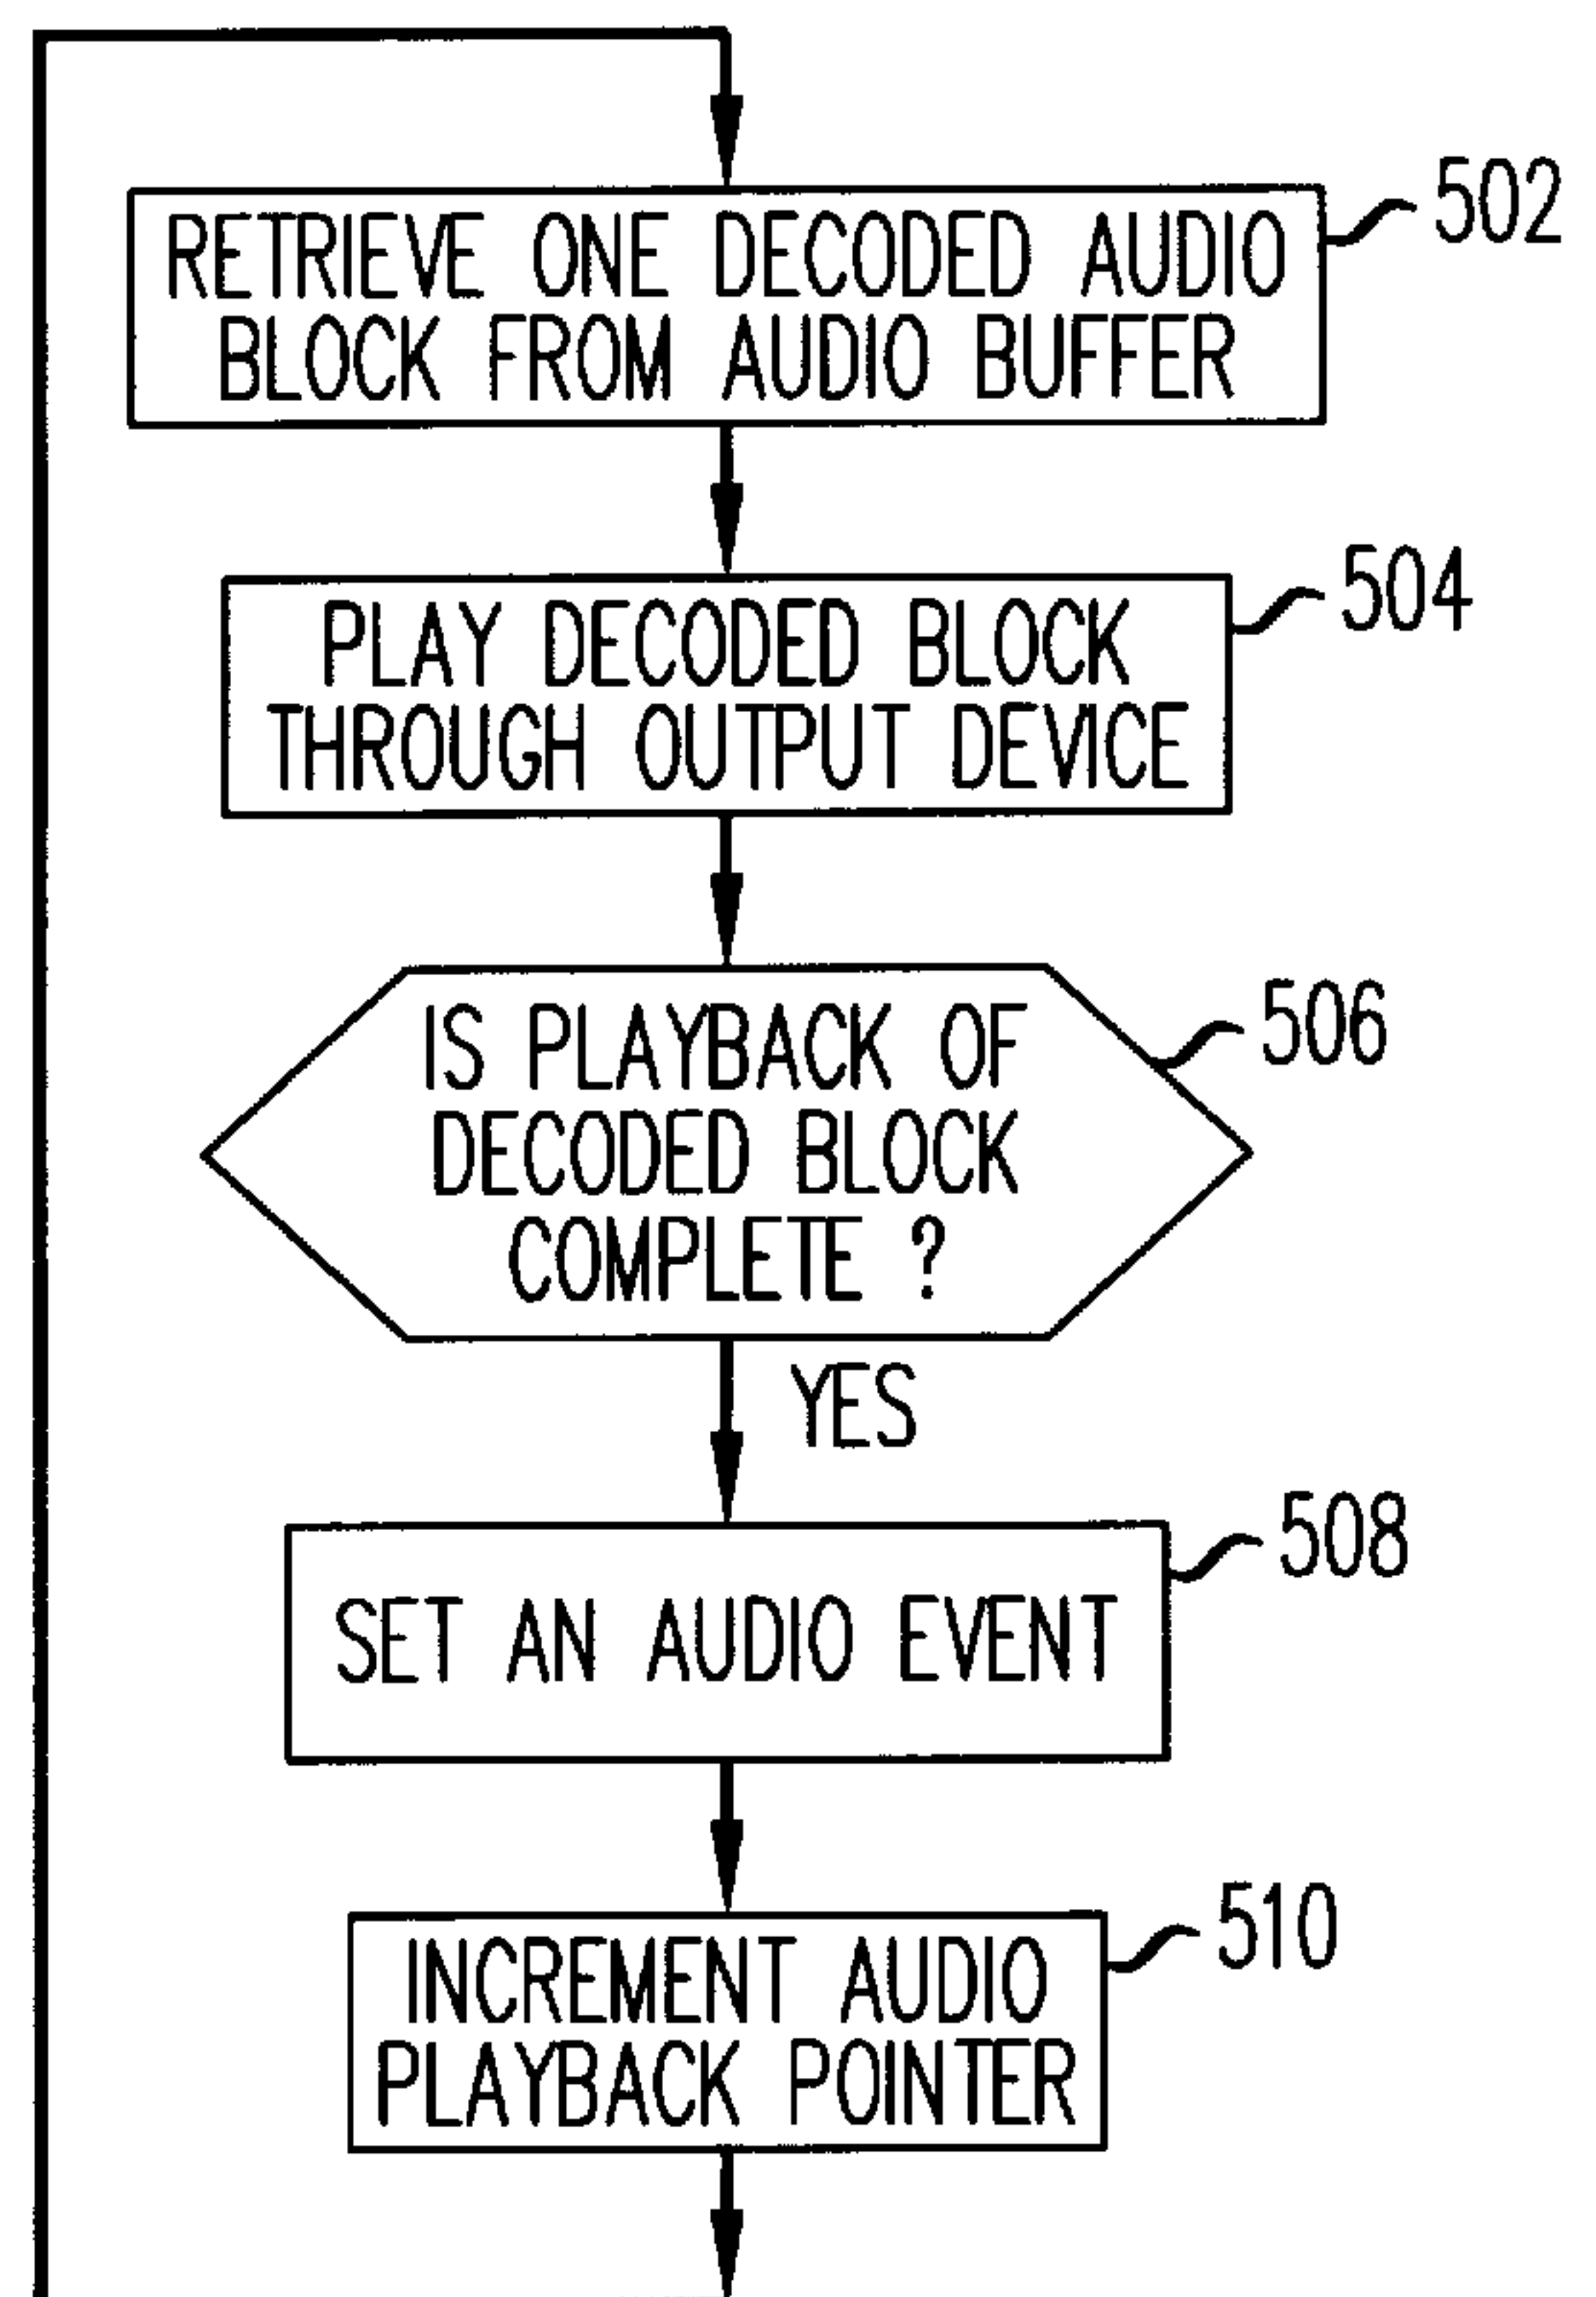 502
RETRIEVE ONE DECODED AUDIO
BLOCK FROM AUDIO BUFFER
504
PLAY DECODED BLOCK
THROUGH OUTPUT DEVICE
506
IS PLAYBACK OF
DECODED BLOCK
COMPLETE ?
YES
508
SET AN AUDIO EVENT
510
INCREMENT AUDIO
PLAYBACK POINTER